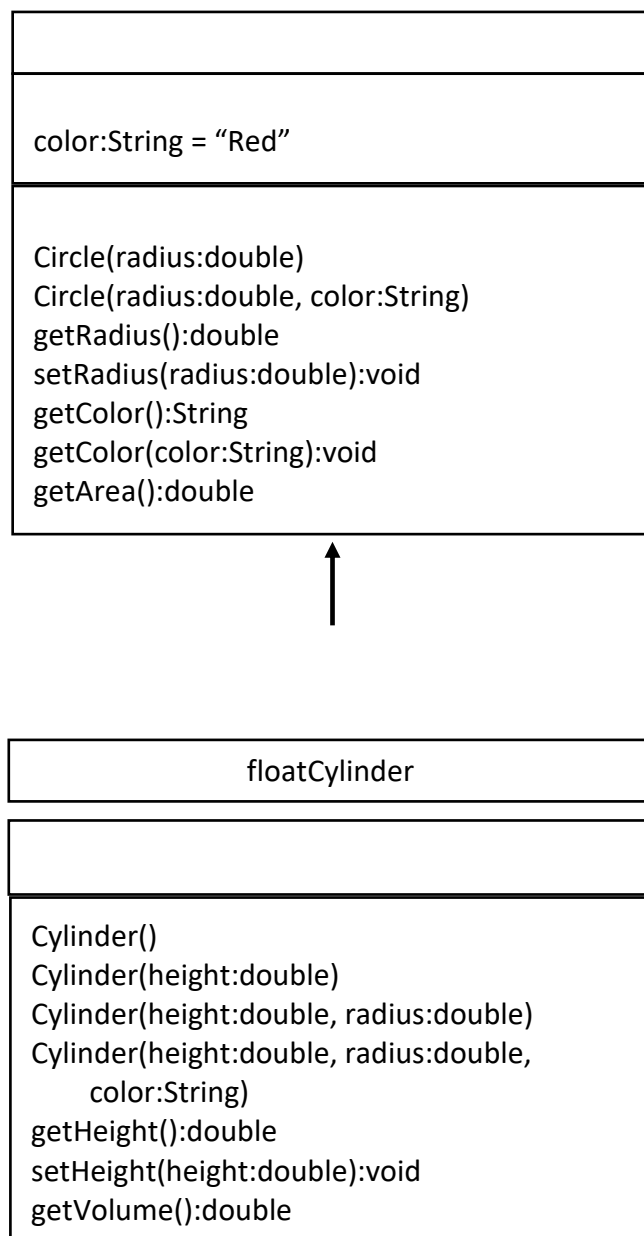 color:String = “Red”
Circle(radius:double)
Circle(radius:double, color:String)
getRadius():double
setRadius(radius:double):void
getColor():String
getColor(color:String):void
getArea():double
floatCylinder
Cylinder()
Cylinder(height:double)
Cylinder(height:double, radius:double)
Cylinder(height:double, radius:double,
color:String)
getHeight():double
setHeight(height:double):void
getVolume():double